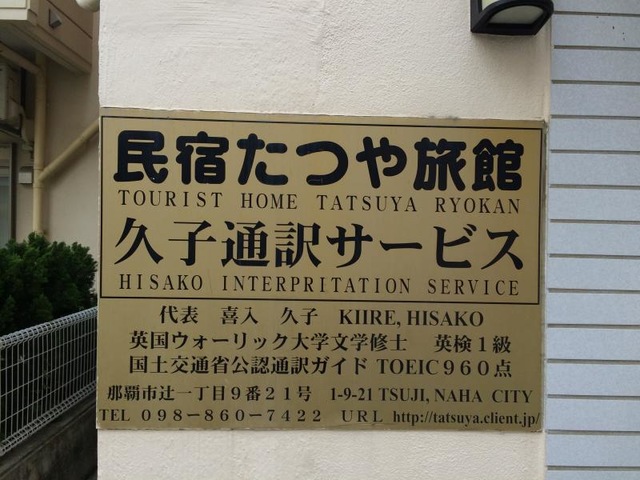 民宿たつや旅館
TOURIST HOME TATSUYA RYOKAN
久子通訳サービス
HISAKO INTERPRITATION SERVICE
代表 喜入 久子 KIIRE, HISAKO
英国ウォーリック大学文学修士 英検1級
国土交通省公認通訳ガイド TOEIC960点
那覇市辻一丁目9番21号 1-9-21 TSUJI, NAHA CITY
TEL 098-860-7422 URL http://tatsuya.client.jp/